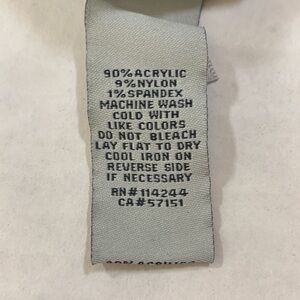 90% ACRYLIC
9% NYLON
1% SPANDEX
MACHINE WASH
COLD WITH
LIKE COLORS
DO NOT BLEACH
LAY FLAT TO DRY
COOL IRON ON
REVERSE SIDE
IF NECESSARY
RN# 114244
CA# 57151